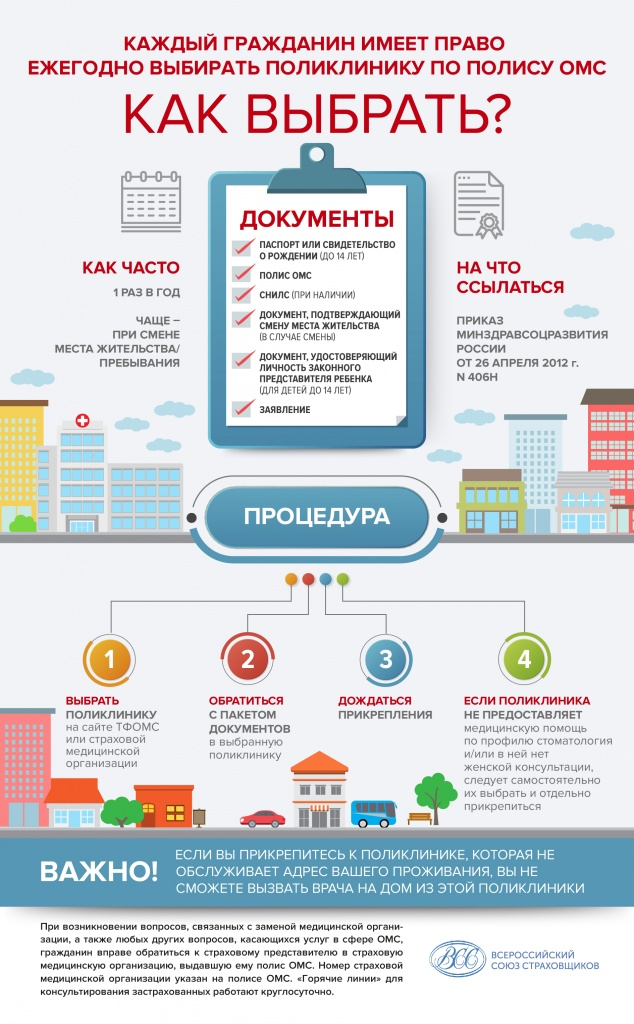 КАЖДЫЙ ГРАЖДАНИН ИМЕЕТ ПРАВО
ЕЖЕГОДНО ВЫБИРАТЬ ПОЛИКЛИНИКУ ПО ПОЛИСУ ОМС
КАК ВЫБРАТЬ?
КАК ЧАСТО
1 РАЗ В ГОД
ЧАЩЕ –
ПРИ СМЕНЕ
МЕСТА ЖИТЕЛЬСТВА/
ПРЕБЫВАНИЯ
ДОКУМЕНТЫ
ПАСПОРТ ИЛИ СВИДЕТЕЛЬСТВО
О РОЖДЕНИИ (ДО 14 ЛЕТ)
ПОЛИС ОМС
СНИЛС (ПРИ НАЛИЧИИ)
ДОКУМЕНТ, ПОДТВЕРЖДАЮЩИЙ
СМЕНУ МЕСТА ЖИТЕЛЬСТВА
(В СЛУЧАЕ СМЕНЫ)
ДОКУМЕНТ, УДОСТОВЕРЯЮЩИЙ
ЛИЧНОСТЬ ЗАКОННОГО
ПРЕДСТАВИТЕЛЯ РЕБЕНКА
(ДЛЯ ДЕТЕЙ ДО 14 ЛЕТ)
ЗАЯВЛЕНИЕ
НА ЧТО
ССЫЛАТЬСЯ
ПРИКАЗ
МИНЗДРАВСОЦРАЗВИТИЯ
РОССИИ
ОТ 26 АПРЕЛЯ 2012 г.
N 406Н
ПРОЦЕДУРА
1
ВЫБРАТЬ
ПОЛИКЛИНИКУ
на сайте ТФОМС
или страховой
медицинской
организации
2
ОБРАТИТЬСЯ
С ПАКЕТОМ
ДОКУМЕНТОВ
в выбранную
поликлинику
3
ДОЖДАТЬСЯ
ПРИКРЕПЛЕНИЯ
4
ЕСЛИ ПОЛИКЛИНИКА
НЕ ПРЕДОСТАВЛЯЕТ
медицинскую помощь
по профилю стоматология
и/или в ней нет
женской консультации,
следует самостоятельно
их выбрать и отдельно
прикрепиться
ВАЖНО!
ЕСЛИ ВЫ ПРИКРЕПИТЕСЬ К ПОЛИКЛИНИКЕ, КОТОРАЯ НЕ
ОБСЛУЖИВАЕТ АДРЕС ВАШЕГО ПРОЖИВАНИЯ, ВЫ НЕ
СМОЖЕТЕ ВЫЗВАТЬ ВРАЧА НА ДОМ ИЗ ЭТОЙ ПОЛИКЛИНИКИ
При возникновении вопросов, связанных с заменой медицинской органи-
зации, а также любых других вопросов, касающихся услуг в сфере ОМС,
гражданин вправе обратиться к страховому представителю в страховую
медицинскую организацию, выдавшую ему полис ОМС. Номер страховой
медицинской организации указан на полисе ОМС. «Горячие линии» для
консультирования застрахованных работают круглосуточно.
ВСС
ВСЕРОССИЙСКИЙ
СОЮЗ СТРАХОВЩИКОВ